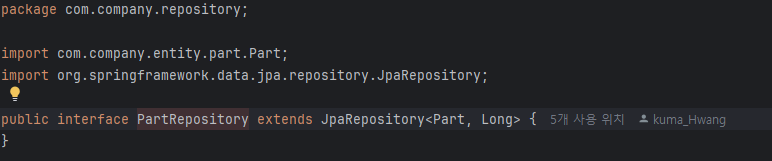 package com.company.repository;
import com.company.entity.part.Part;
import org.springframework.data.jpa.repository.JpaRepository;
public interface PartRepository extends JpaRepository<Part, Long> { 5개 사용 위치 kuma_Hwang
}